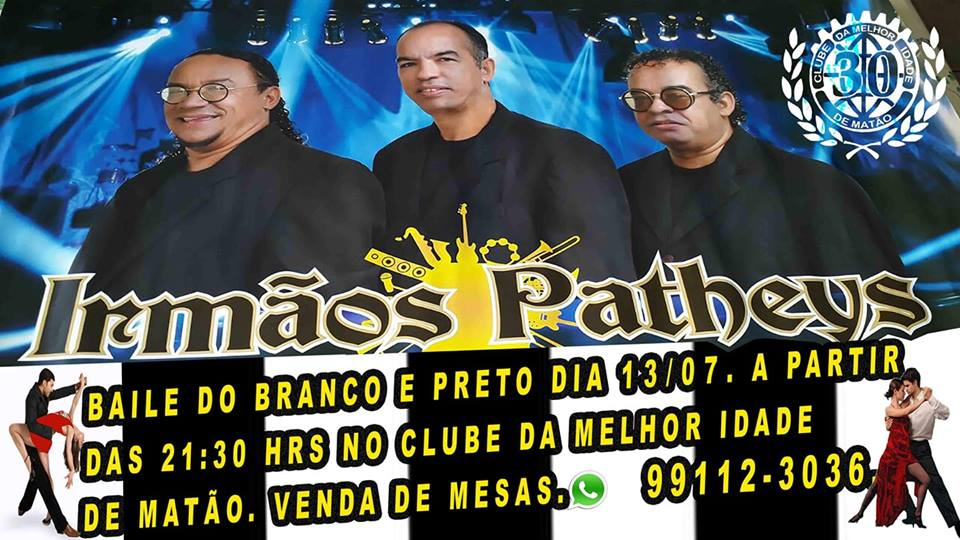 CLUBE DA MELHOR IDADE
30
DE MATÃO
Irmãos Patheys
BAILE DO BRANCO E PRETO DIA 13/07. A PARTIR
DAS 21:30 HRS NO CLUBE DA MELHOR IDADE
DE MATÃO. VENDA DE MESAS. 99112-3036.